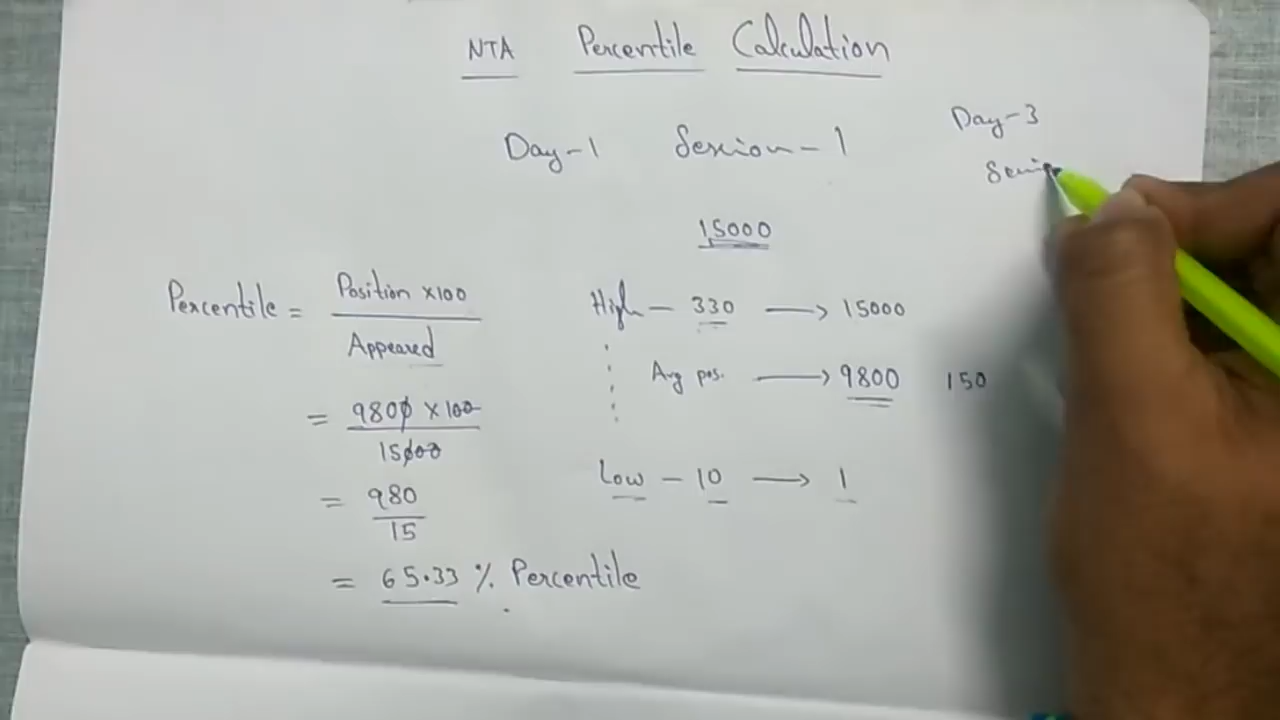 NTA Percentile Calculation
Day-1 Session-1
Day-3
15000
Percentile = Position ×100
Appeared
= 9800 × 100
15000
= 980
15
= 65.33 % Percentile
High - 330 → 15000
Avg pos. → 9800 150
Low - 10 → 1